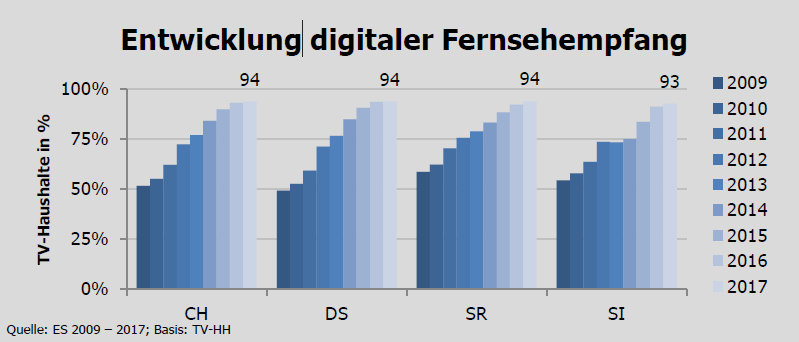 Entwicklung digitaler Fernsehempfang
94 94 94 93
100%
75%
50%
25%
0%
TV-Haushalte in %
CH DS SR SI
2009
2010
2011
2012
2013
2014
2015
2016
2017
Quelle: ES 2009 – 2017; Basis: TV-HH